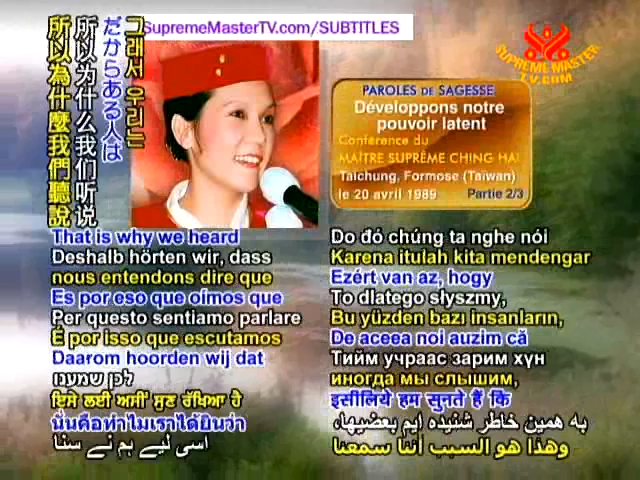 SupremeMasterTV.com/SUBTITLES
SUPREME MASTER
TV.COM
所以為什麼我們聽說
所以为什么我们听说
だからある人は
그래서 우리는
PAROLES DE SAGESSE
Développons notre
pouvoir latent
Conférence du
MAÎTRE SUPRÊME CHING HAI
Taichung, Formose (Taïwan)
le 20 avril 1989
Partie 2/3
That is why we heard
Deshalb hörten wir, dass
nous entendons dire que
Es por eso que oímos que
Per questo sentiamo parlare
É por isso que escutamos
Daarom hoorden wij dat
לכן שמענו
ਇਸੇ ਲਈ ਅਸੀਂ ਸੁਣ ਰੱਖਿਆ ਹੈ
นั่นคือทำไมเราได้ยินว่า
اسی لیے ہم نے سنا
Do đó chúng ta nghe nói
Karena itulah kita mendengar
Ezért van az, hogy
To dlatego słyszmy,
Bu yüzden bazı insanların,
De aceea noi auzim că
Тийм учраас зарим хүн
иногда мы слышим,
इसीलिये हम सुनते हैं कि
به همین خاطر شنیده ایم بعضیها،
وهذا هو السبب أننا سمعنا